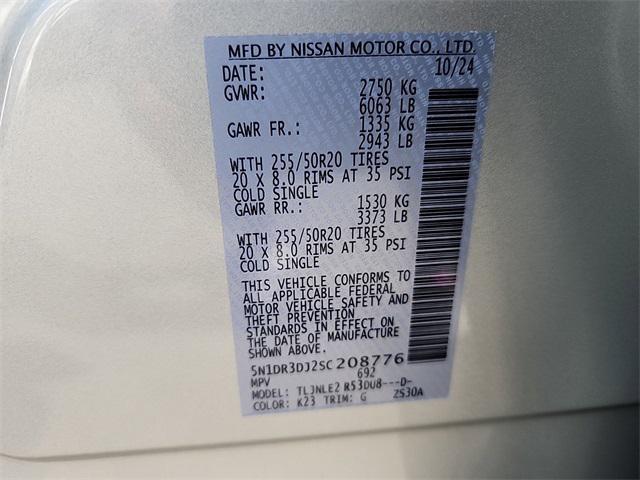 MFD BY NISSAN MOTOR CO., LTD.
DATE: 10/24
GVWR: 2750 KG
6063 LB
GAWR FR.: 1335 KG
2943 LB
WITH 255/50R20 TIRES
20 X 8.0 RIMS AT 35 PSI
COLD SINGLE
GAWR RR.: 1530 KG
3373 LB
WITH 255/50R20 TIRES
20 X 8.0 RIMS AT 35 PSI
COLD SINGLE
THIS VEHICLE CONFORMS TO
ALL APPLICABLE FEDERAL
MOTOR VEHICLE SAFETY AND
THEFT PREVENTION
STANDARDS IN EFFECT ON
THE DATE OF MANUFACTURE
SHOWN ABOVE.
5N1DR3DJ2SC208776
MPV 692
MODEL: TLJNLE2 R53DU8---D-
COLOR: K23 TRIM: G ZS30A